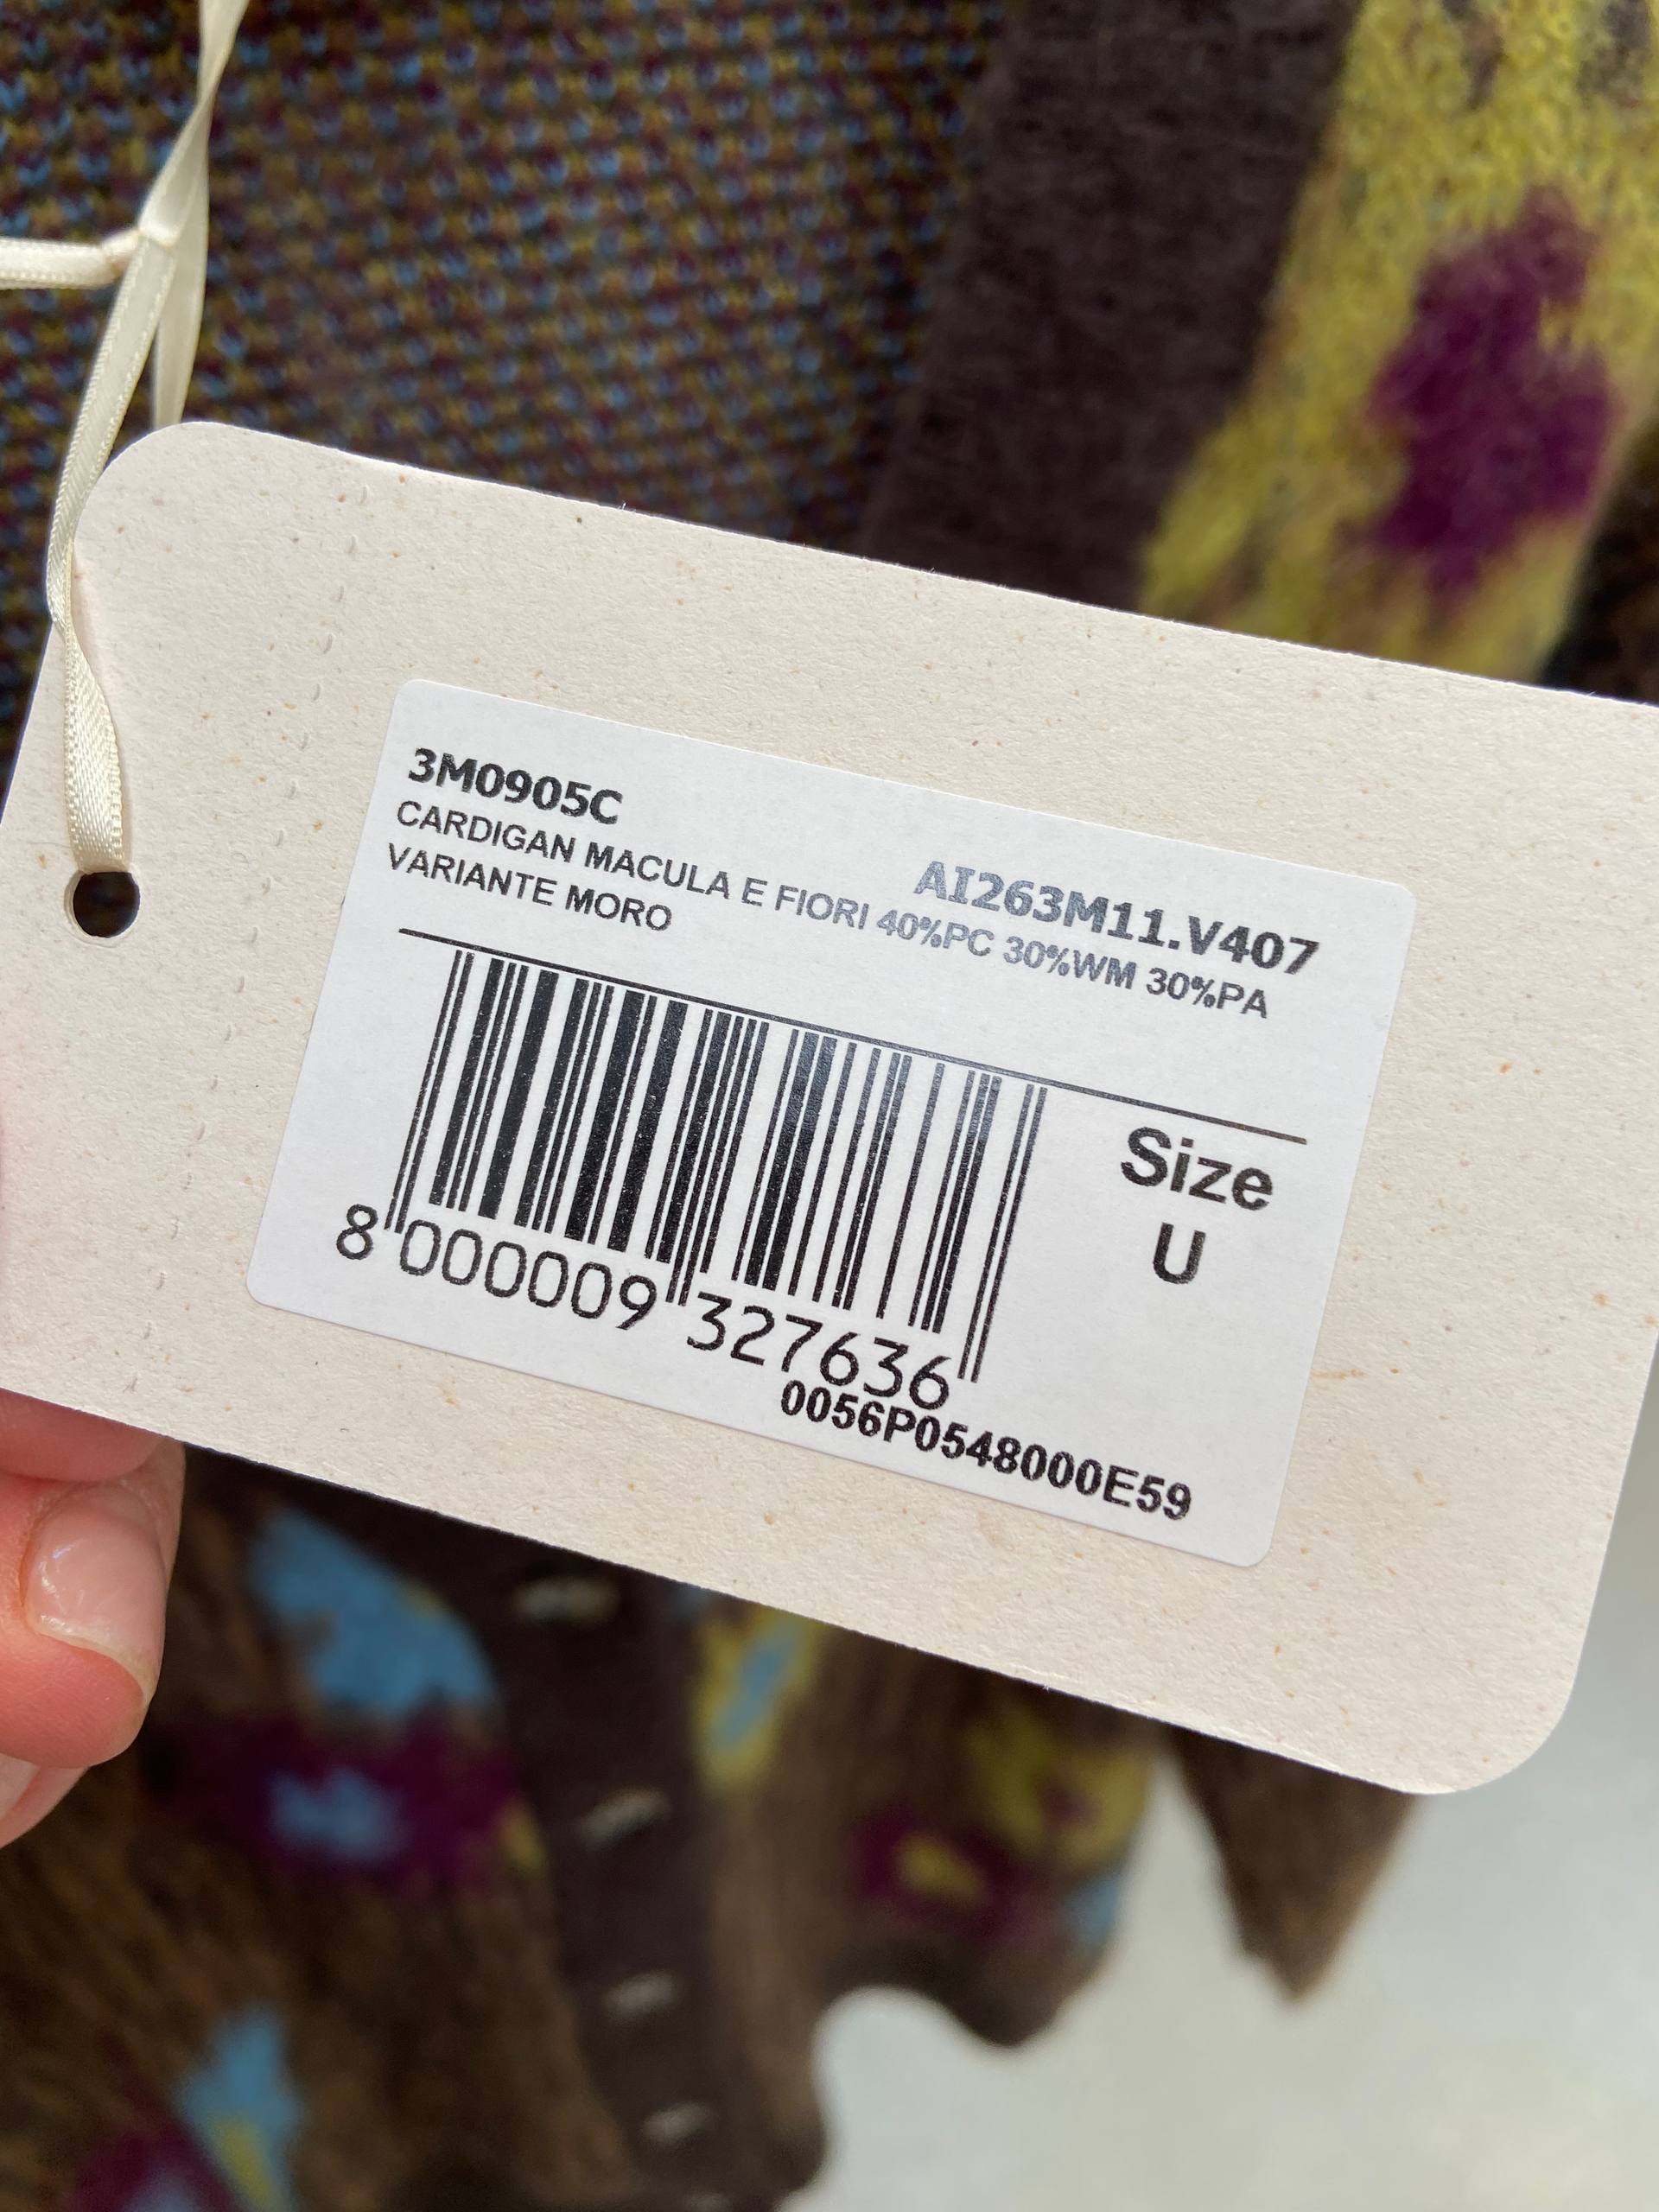 3M0905C
AI263M11.V407
CARDIGAN MACULA E FIORI 40%PC 30%WM 30%PA
VARIANTE MORO
Size
U
8 000009 327636
0056P0548000E59